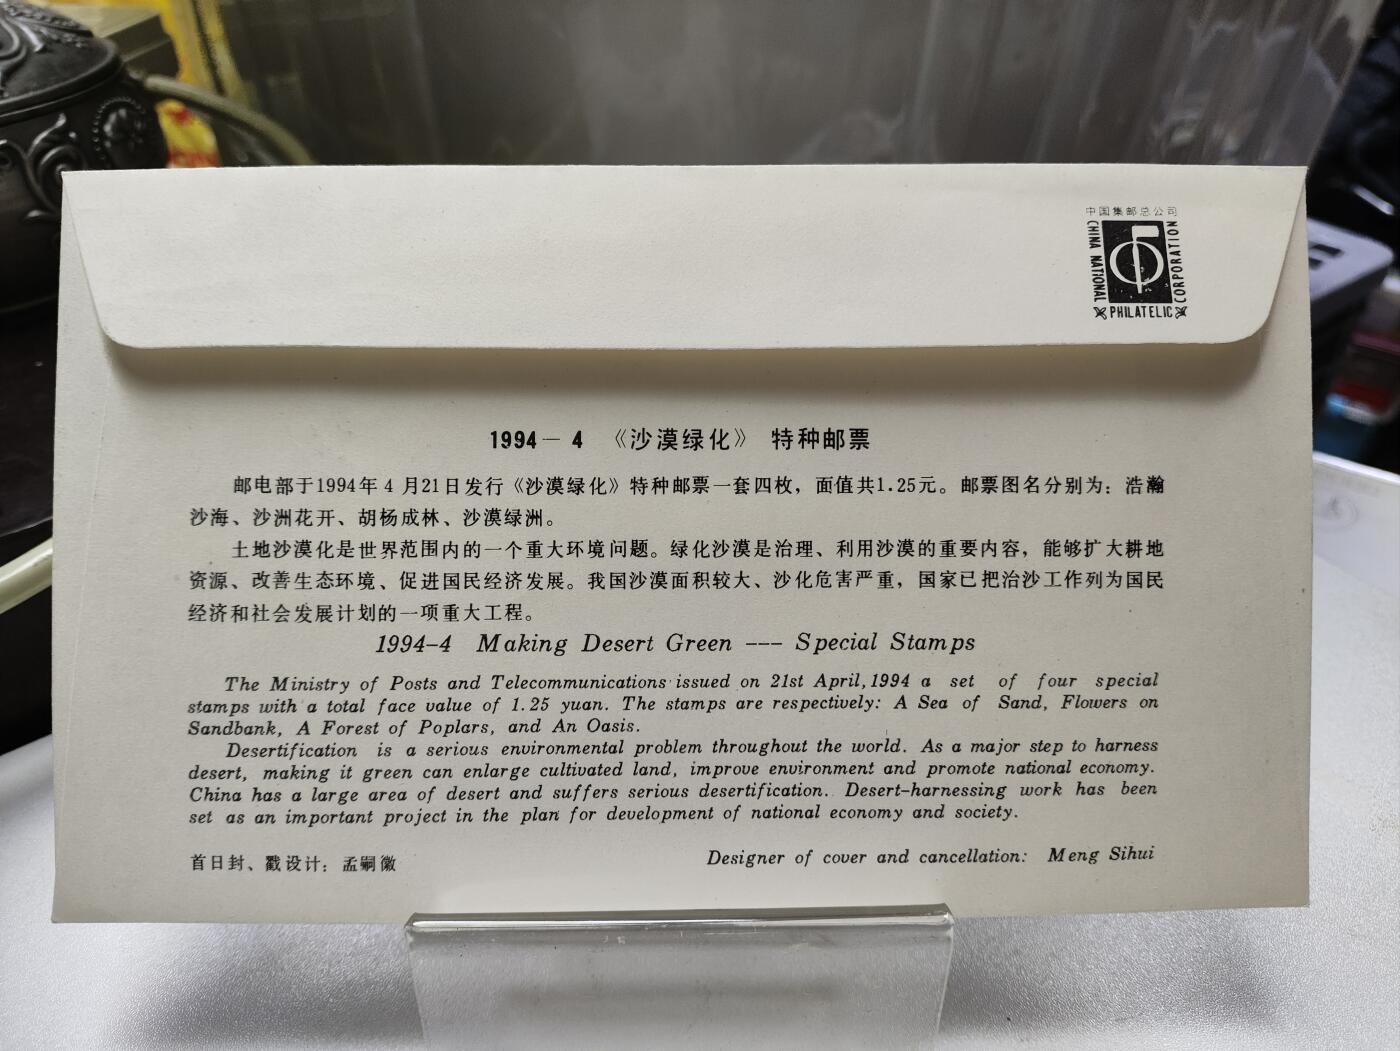 中国集邮总公司
CHINA NATIONAL
PHILATELIC
CORPORATION
1994－4 《沙漠绿化》 特种邮票
邮电部于1994年4月21日发行《沙漠绿化》特种邮票一套四枚，面值共1.25元。邮票图名分别为：浩瀚
沙海、沙洲花开、胡杨成林、沙漠绿洲。
土地沙漠化是世界范围内的一个重大环境问题。绿化沙漠是治理、利用沙漠的重要内容，能够扩大耕地
资源、改善生态环境、促进国民经济发展。我国沙漠面积较大、沙化危害严重，国家已把治沙工作列为国民
经济和社会发展计划的一项重大工程。
1994-4 Making Desert Green --- Special Stamps
The Ministry of Posts and Telecommunications issued on 21st April,1994 a set of four special
stamps with a total face value of 1.25 yuan. The stamps are respectively: A Sea of Sand, Flowers on
Sandbank, A Forest of Poplars, and An Oasis.
Desertification is a serious environmental problem throughout the world. As a major step to harness
desert, making it green can enlarge cultivated land, improve environment and promote national economy.
China has a large area of desert and suffers serious desertification. Desert-harnessing work has been
set as an important project in the plan for development of national economy and society.
首日封、戳设计：孟嗣徽
Designer of cover and cancellation: Meng Sihui